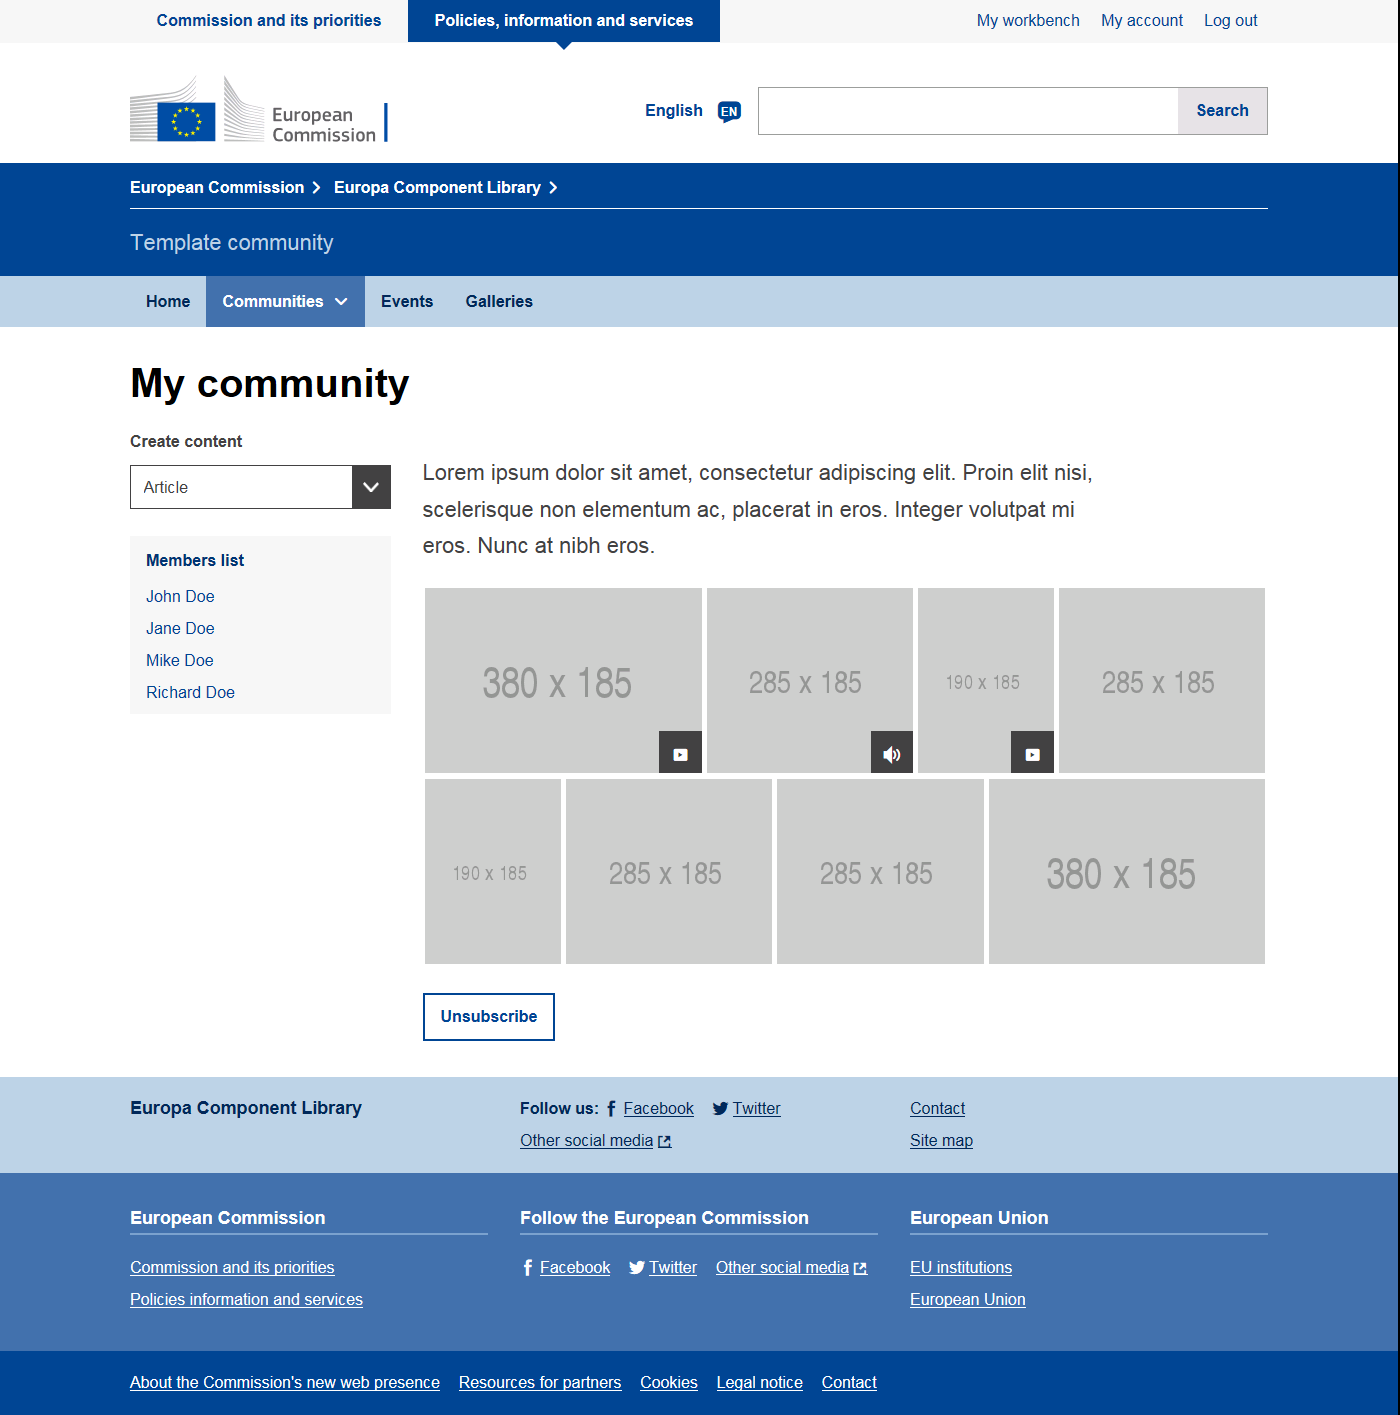 Commission and its priorities Policies, information and services My workbench My account Log out
European
Commission
English EN Search
European Commission Europa Component Library
Template community
Home Communities Events Galleries
My community
Create content
Article
Members list
John Doe
Jane Doe
Mike Doe
Richard Doe
Lorem ipsum dolor sit amet, consectetur adipiscing elit. Proin elit nisi,
scelerisque non elementum ac, placerat in eros. Integer volutpat mi
eros. Nunc at nibh eros.
380 x 185 285 x 185 190 x 185 285 x 185
190 x 185 285 x 185 285 x 185 380 x 185
Unsubscribe
Europa Component Library
Follow us: Facebook Twitter
Other social media
Contact
Site map
European Commission
Commission and its priorities
Policies information and services
Follow the European Commission
Facebook Twitter Other social media
European Union
EU institutions
European Union
About the Commission's new web presence Resources for partners Cookies Legal notice Contact